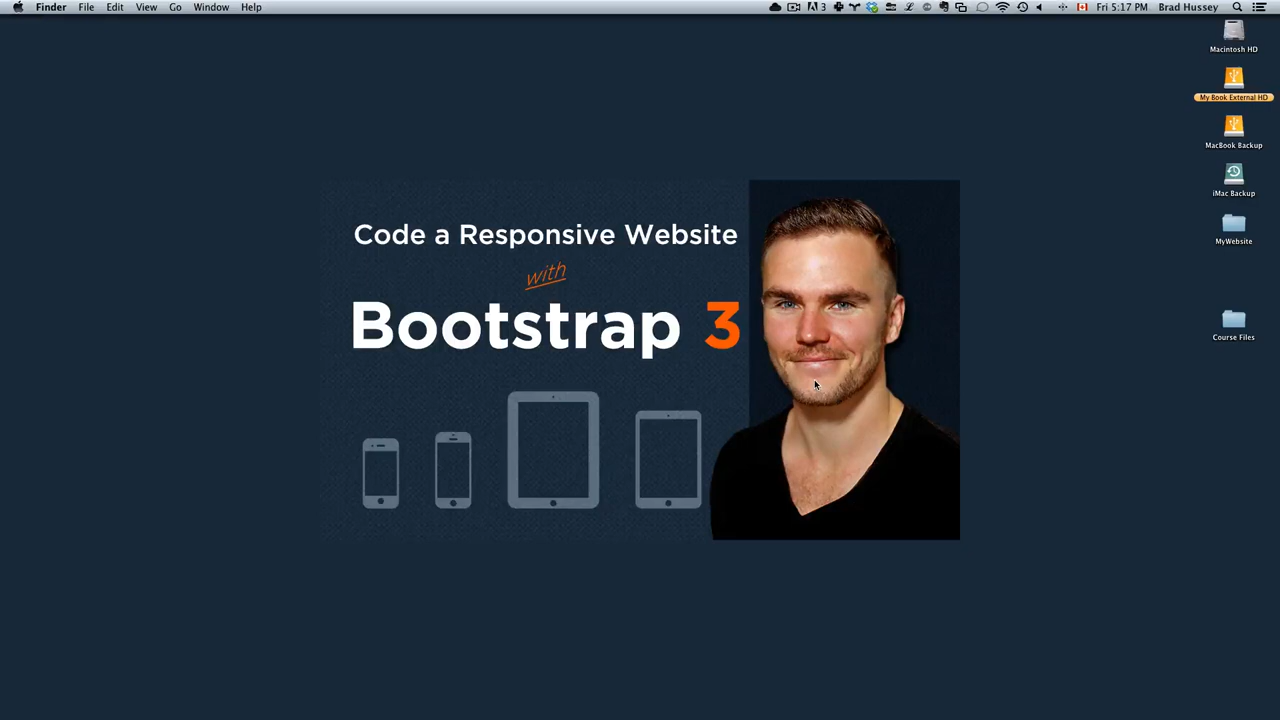 Finder File Edit View Go Window Help 3 Fri 5:17 PM Brad Hussey
Macintosh HD
My Book External HD
MacBook Backup
iMac Backup
MyWebsite
Course Files
Code a Responsive Website
with
Bootstrap 3